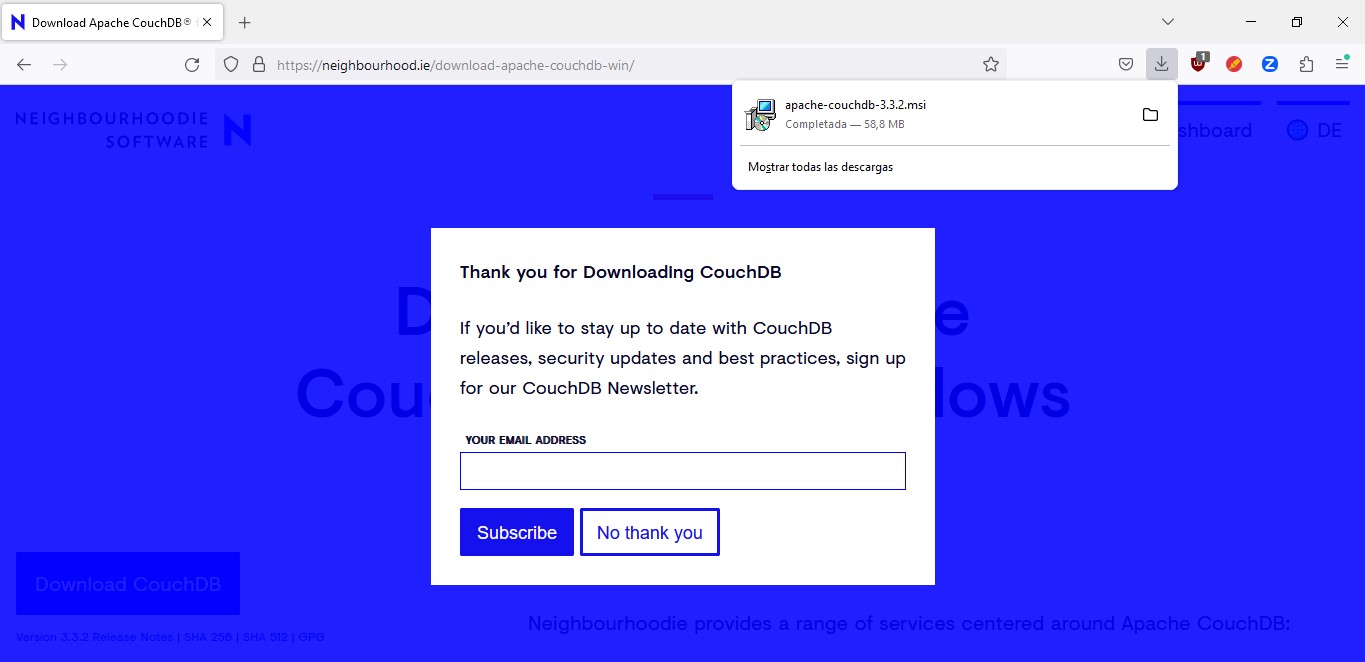 Download Apache CouchDB®
https://neighbourhood.ie/download-apache-couchdb-win/
1
apache-couchdb-3.3.2.msi
Completada — 58,8 MB
Mostrar todas las descargas
NEIGHBOURHOODIE
SOFTWARE
shboard
DE
D e
Cou lows
Thank you for Downloading CouchDB
If you’d like to stay up to date with CouchDB
releases, security updates and best practices, sign up
for our CouchDB Newsletter.
YOUR EMAIL ADDRESS
Subscribe
No thank you
Download CouchDB
Version 3.3.2 Release Notes | SHA 256 | SHA 512 | GPG
Neighbourhoodie provides a range of services centered around Apache CouchDB: